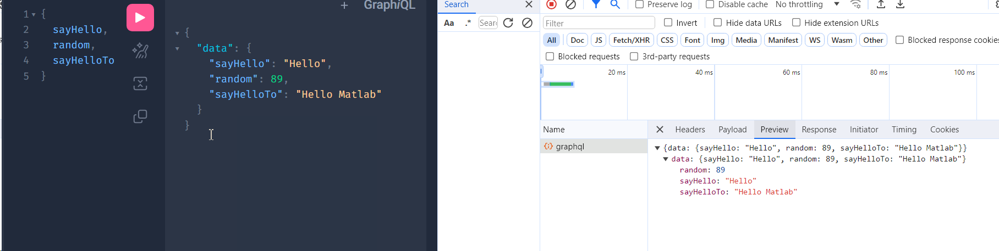 1 {
2 sayHello,
3 random,
4 sayHelloTo
5 }
+ GraphiQL
{
"data": {
"sayHello": "Hello",
"random": 89,
"sayHelloTo": "Hello Matlab"
}
}
Search
Aa .* Sear
Preserve log Disable cache No throttling
Filter Invert Hide data URLs Hide extension URLs
All Doc JS Fetch/XHR CSS Font Img Media Manifest WS Wasm Other Blocked response cookies
Blocked requests 3rd-party requests
20 ms 40 ms 60 ms 80 ms 100 ms
Name Headers Payload Preview Response Initiator Timing Cookies
graphql
{data: {sayHello: "Hello", random: 89, sayHelloTo: "Hello Matlab"}}
data: {sayHello: "Hello", random: 89, sayHelloTo: "Hello Matlab"}
random: 89
sayHello: "Hello"
sayHelloTo: "Hello Matlab"